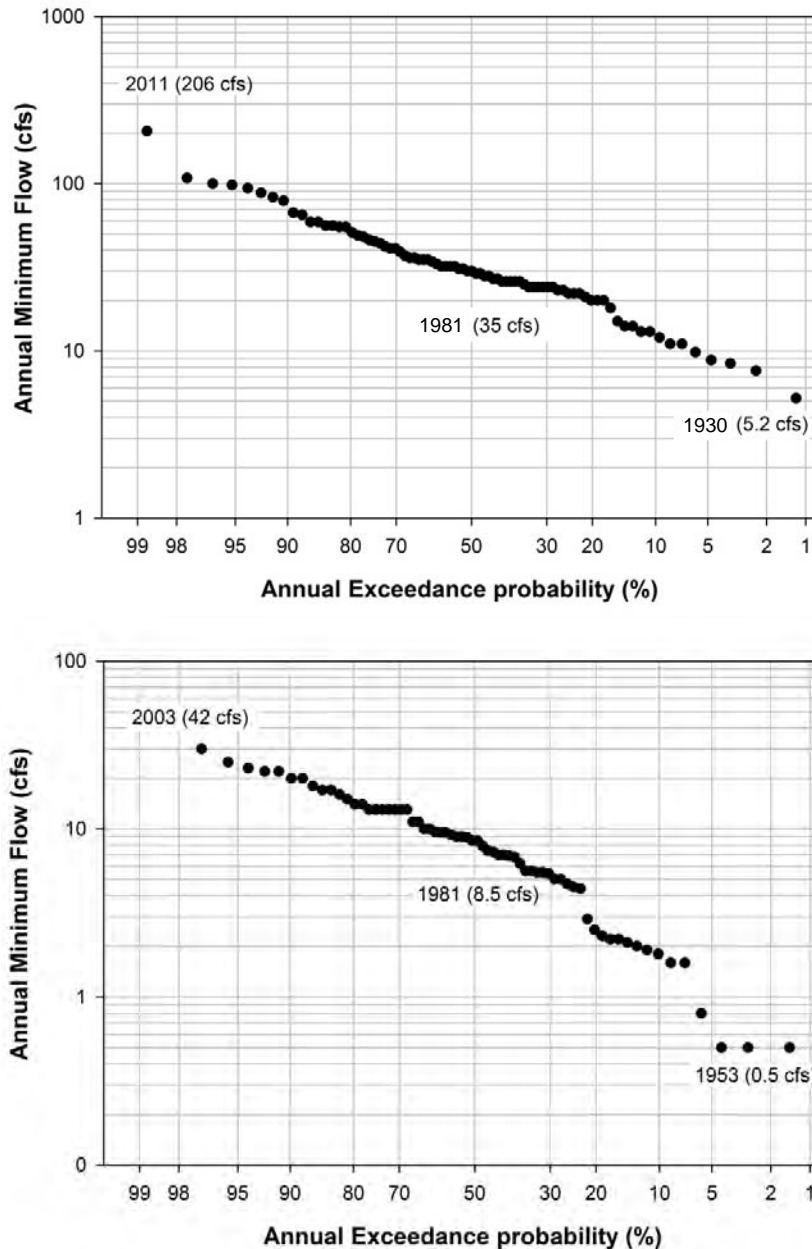 Annual Minimum Flow (cfs)
1000
100
10
1
2011 (206 cfs)
1981 (35 cfs)
1930 (5.2 cfs)
99 98 95 90 80 70 50 30 20 10 5 2 1
Annual Exceedance probability (%)
Annual Minimum Flow (cfs)
100
10
1
0
2003 (42 cfs)
1981 (8.5 cfs)
1953 (0.5 cfs
99 98 95 90 80 70 50 30 20 10 5 2 1
Annual Exceedance probability (%)